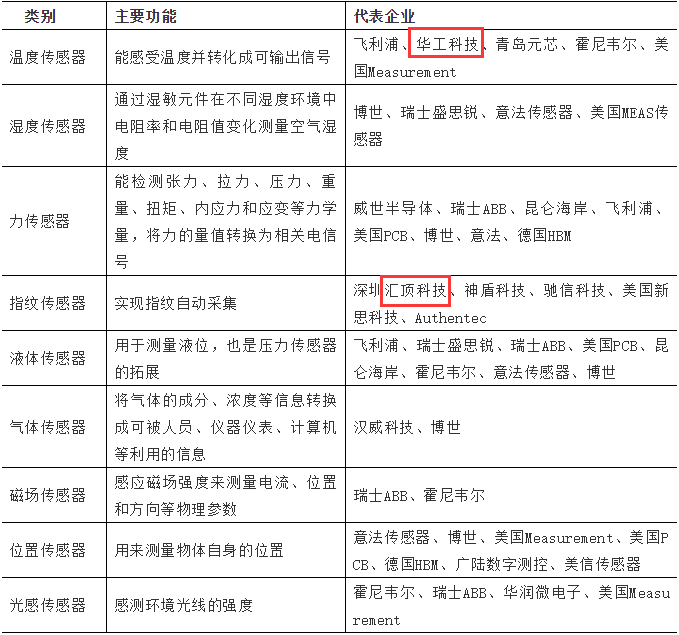 类别 主要功能 代表企业
温度传感器 能感受温度并转化成可输出信号 飞利浦、华工科技、青岛元芯、霍尼韦尔、美
国Measurement
湿度传感器 通过湿敏元件在不同湿度环境中
电阻率和电阻值变化测量空气湿
度
博世、瑞士盛思锐、意法传感器、美国MEAS传
感器
力传感器 能检测张力、拉力、压力、重
量、扭矩、内应力和应变等力学
量，将力的量值转换为相关电信
号
威世半导体、瑞士ABB、昆仑海岸、飞利浦、
美国PCB、博世、意法、德国HBM
指纹传感器 实现指纹自动采集 深圳汇顶科技、神盾科技、驰信科技、美国新
思科技、Authentec
液体传感器 用于测量液位，也是压力传感器
的拓展
飞利浦、瑞士盛思锐、瑞士ABB、美国PCB、昆
仑海岸、霍尼韦尔、意法传感器、博世
气体传感器 将气体的成分、浓度等信息转换
成可被人员、仪器仪表、计算机
等利用的信息
汉威科技、博世
磁场传感器 感应磁场强度来测量电流、位置
和方向等物理参数
瑞士ABB、霍尼韦尔
位置传感器 用来测量物体自身的位置 意法传感器、博世、美国Measurement、美国P
CB、德国HBM、广陆数字测控、美信传感器
光感传感器 感测环境光线的强度 霍尼韦尔、瑞士ABB、华润微电子、美国Measu
rement